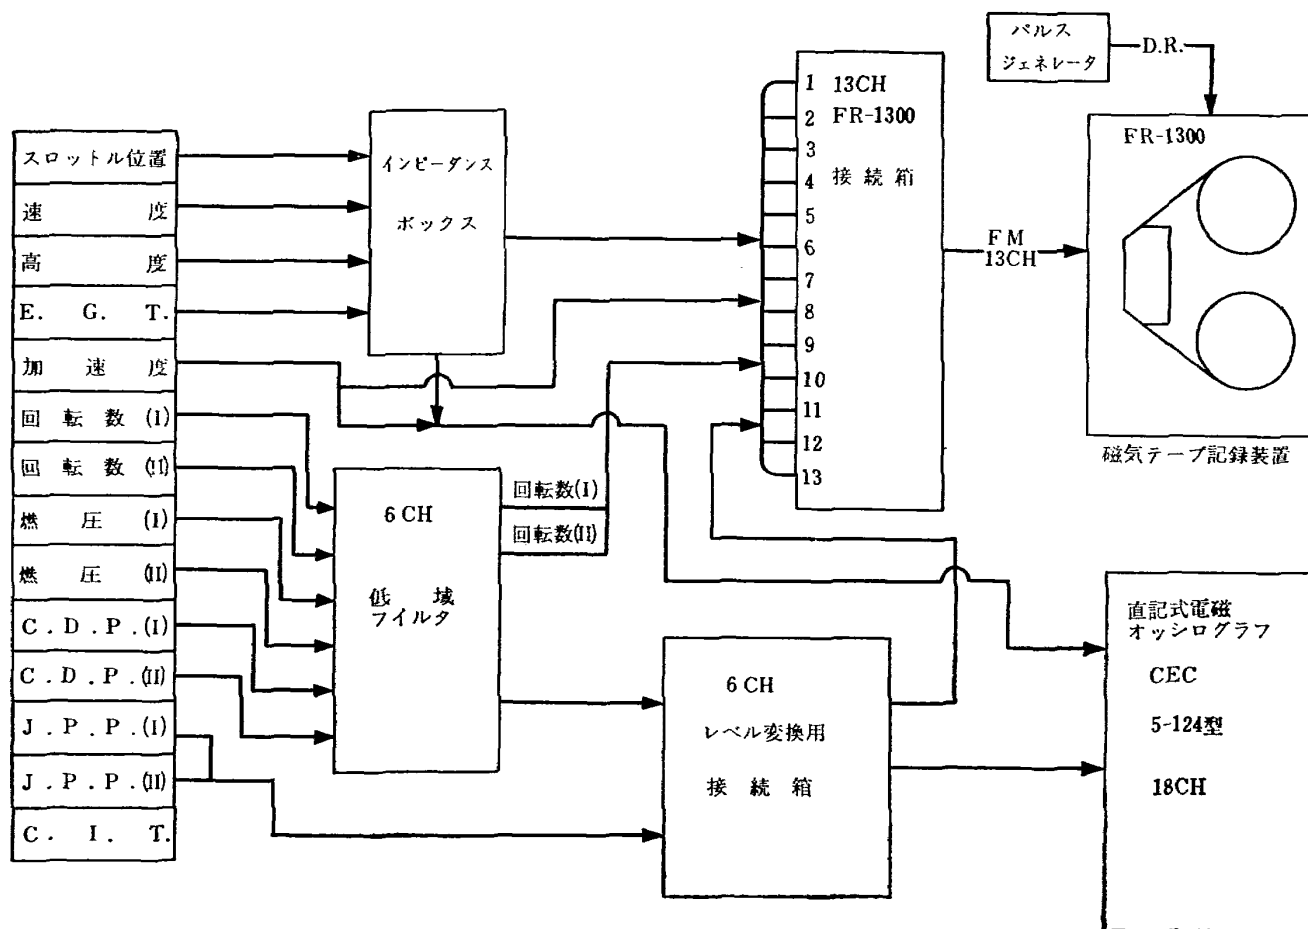 スロットル位置
速 度
高 度
E. G. T.
加 速 度
回 転 数 (I)
回 転 数 (II)
燃 圧 (I)
燃 圧 (II)
C . D . P . (I)
C . D . P . (II)
J . P . P . (I)
J . P . P . (II)
C . I . T.
インピーダンス
ボックス
6 CH
低 域
フイルタ
回転数(I)
回転数(II)
6 CH
レベル変換用
接 続 箱
1
2
3
4
5
6
7
8
9
10
11
12
13
13CH
FR-1300
接 続 箱
パルス
ジェネレータ
D.R.
FM
13CH
FR-1300
磁気テープ記録装置
直記式電磁
オッシログラフ
CEC
5-124型
18CH